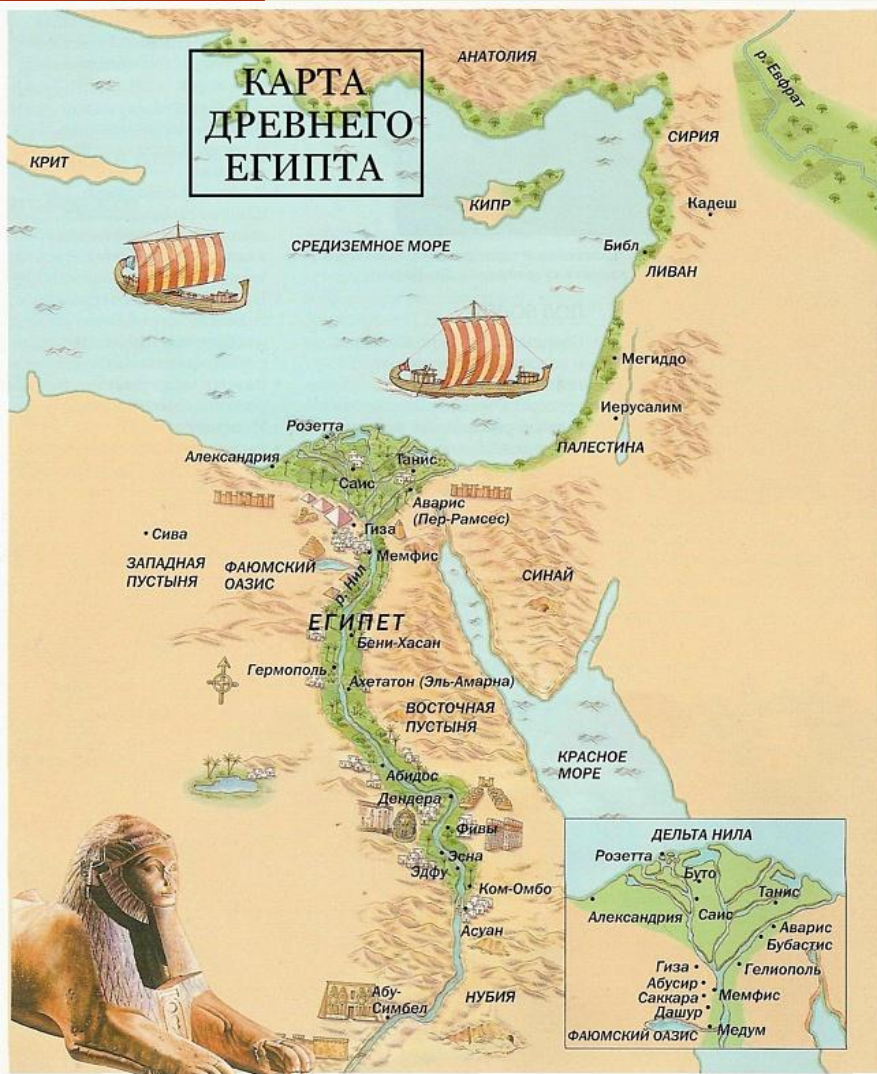 КАРТА
ДРЕВНЕГО
ЕГИПТА
АНАТОЛИЯ
р. Евфрат
СИРИЯ
КРИТ
КИПР
Кадеш
СРЕДИЗЕМНОЕ МОРЕ
Библ
ЛИВАН
Мегиддо
Иерусалим
ПАЛЕСТИНА
Розетта
Александрия
Танис
Саис
Аварис
(Пер-Рамсес)
Гиза
Сива
Мемфис
ЗАПАДНАЯ
ПУСТЫНЯ
ФАЮМСКИЙ
ОАЗИС
р. Нил
СИНАЙ
ЕГИПЕТ
Бени-Хасан
Гермополь
Ахетатон (Эль-Амарна)
ВОСТОЧНАЯ
ПУСТЫНЯ
КРАСНОЕ
МОРЕ
Абидос
Дендера
Фивы
Эсна
Эдфу
Ком-Омбо
Асуан
Абу-
Симбел
НУБИЯ
ДЕЛЬТА НИЛА
Розетта
Буто
Танис
Александрия
Саис
Аварис
Бубастис
Гиза
Гелиополь
Абусир
Саккара
Мемфис
Дашур
ФАЮМСКИЙ ОАЗИС
Медум